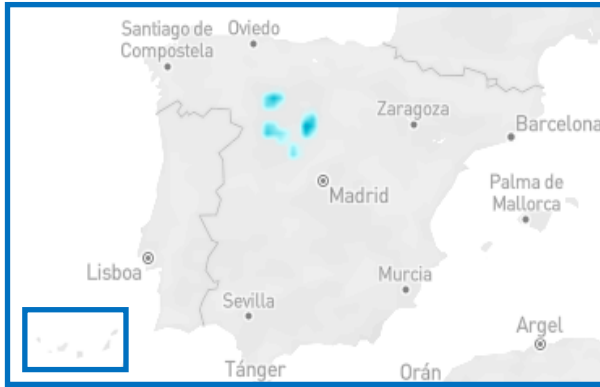 Santiago de
Compostela
Oviedo
Zaragoza
Barcelona
Madrid
Palma de
Mallorca
Lisboa
Murcia
Sevilla
Argel
Tánger
Orán